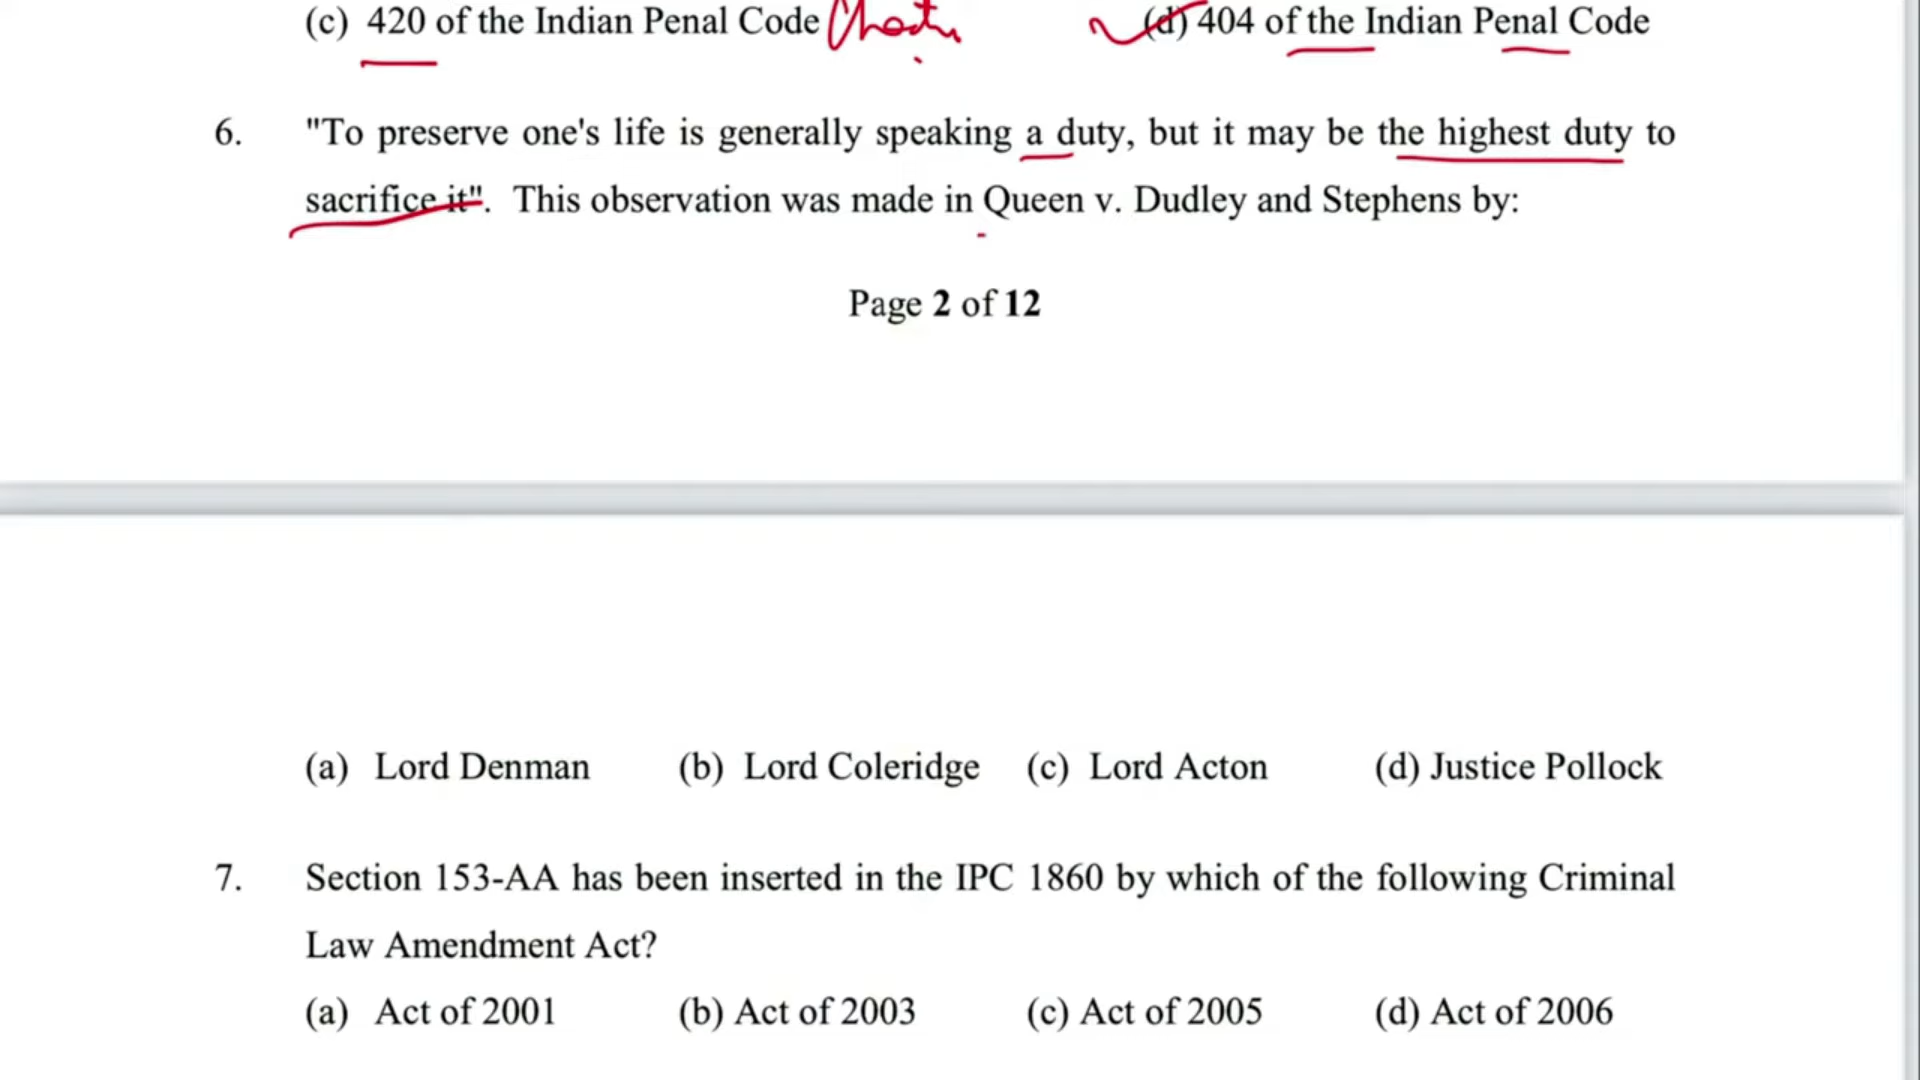 (c) 420 of the Indian Penal Code (d) 404 of the Indian Penal Code
6. "To preserve one's life is generally speaking a duty, but it may be the highest duty to
sacrifice it". This observation was made in Queen v. Dudley and Stephens by:
Page 2 of 12
(a) Lord Denman (b) Lord Coleridge (c) Lord Acton (d) Justice Pollock
7. Section 153-AA has been inserted in the IPC 1860 by which of the following Criminal
Law Amendment Act?
(a) Act of 2001 (b) Act of 2003 (c) Act of 2005 (d) Act of 2006